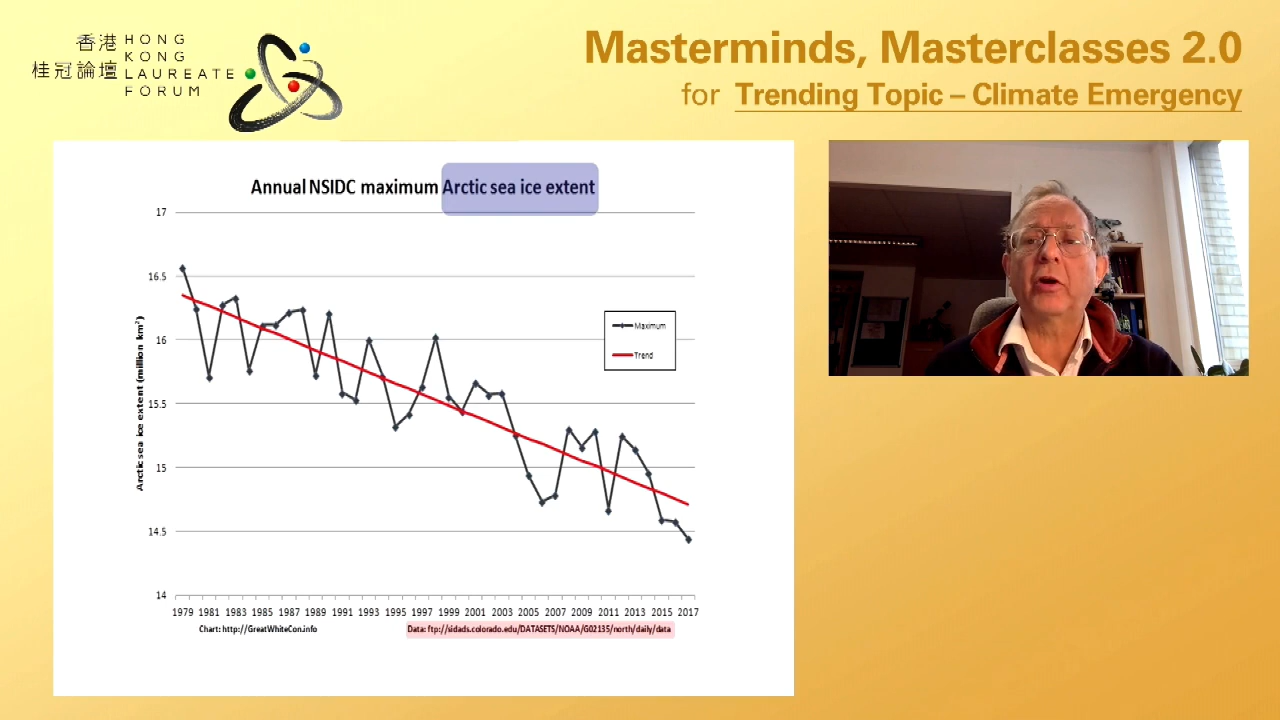 香港 HONG
KONG
桂冠論壇 LAUREATE
FORUM
Masterminds, Masterclasses 2.0
for Trending Topic – Climate Emergency
Annual NSIDC maximum Arctic sea ice extent
17
16.5
16
15.5
15
14.5
14
Arctic sea ice extent (million km²)
Maximum
Trend
1979 1981 1983 1985 1987 1989 1991 1993 1995 1997 1999 2001 2003 2005 2007 2009 2011 2013 2015 2017
Chart: http://GreatWhiteCon.info
Data: ftp://sidads.colorado.edu/DATASETS/NOAA/G02135/north/daily/data